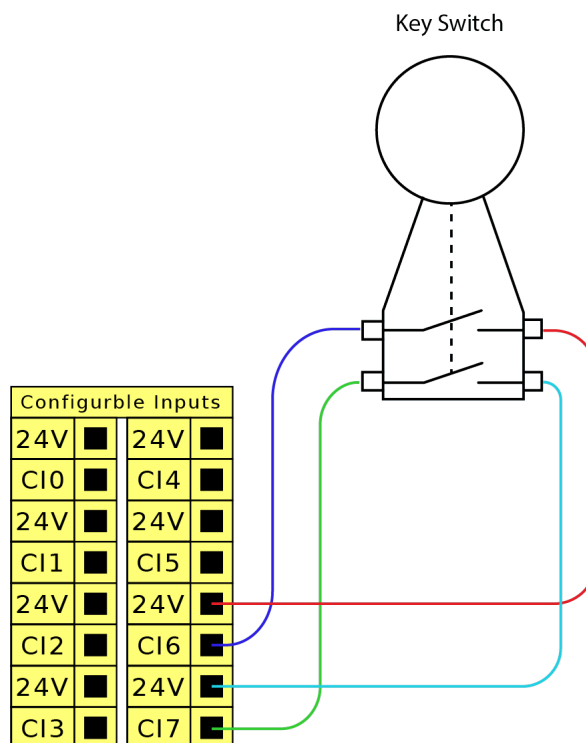 Key Switch
Configurble Inputs
24V 24V
CI0 CI4
24V 24V
CI1 CI5
24V 24V
CI2 CI6
24V 24V
CI3 CI7